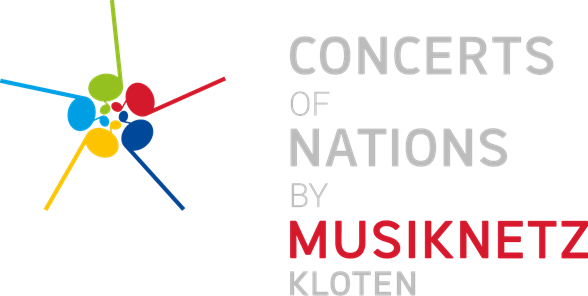 CONCERTS
OF
NATIONS
BY
MUSIKNETZ
KLOTEN